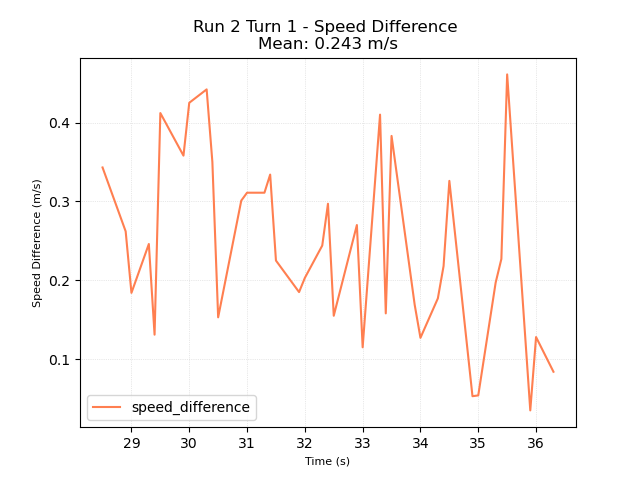 Run 2 Turn 1 - Speed Difference
Mean: 0.243 m/s
Speed Difference (m/s)
0.4
0.3
0.2
0.1
speed_difference
29 30 31 32 33 34 35 36
Time (s)